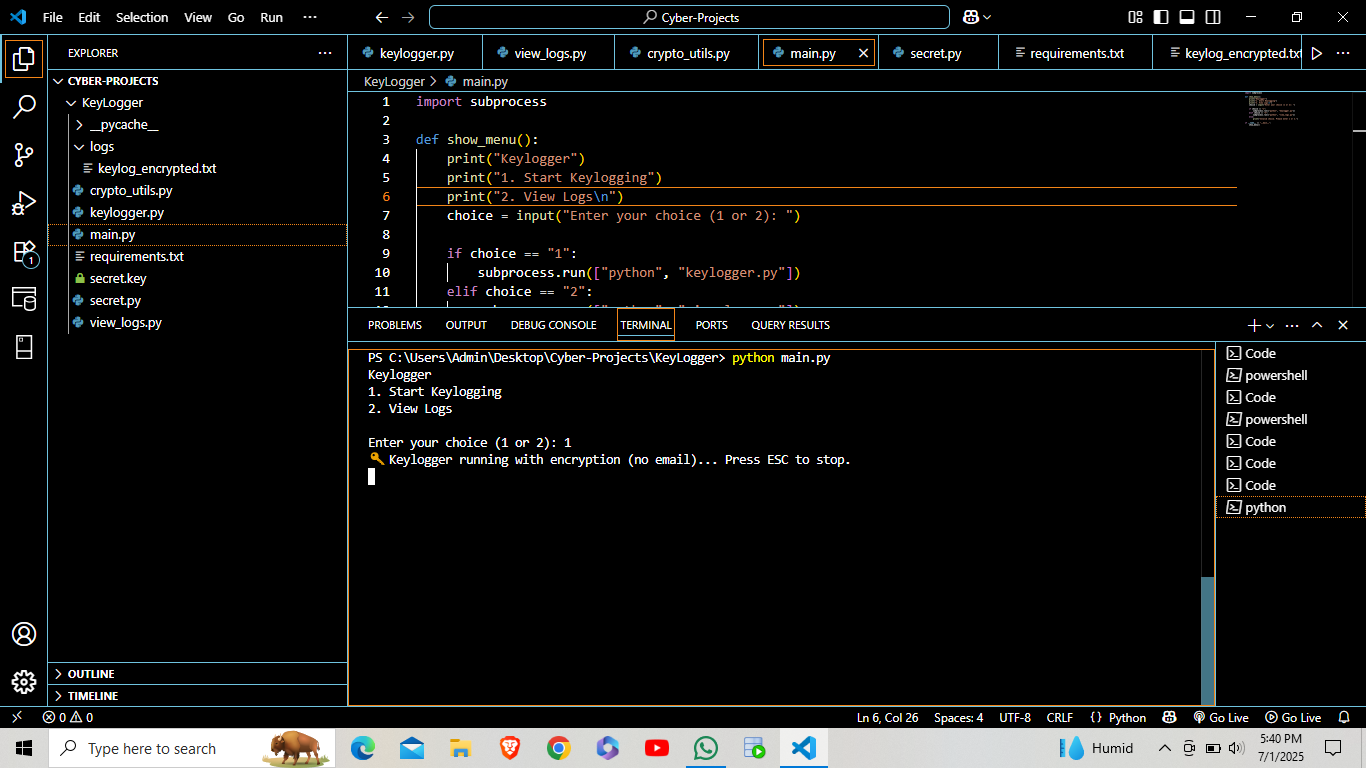 File Edit Selection View Go Run ···
Cyber-Projects
EXPLORER
CYBER-PROJECTS
KeyLogger
__pycache__
logs
keylog_encrypted.txt
crypto_utils.py
keylogger.py
main.py
requirements.txt
secret.key
secret.py
view_logs.py
OUTLINE
TIMELINE
1
keylogger.py view_logs.py crypto_utils.py main.py secret.py requirements.txt keylog_encrypted.txt
KeyLogger > main.py
1 import subprocess
2
3 def show_menu():
4     print("Keylogger")
5     print("1. Start Keylogging")
6     print("2. View Logs\n")
7     choice = input("Enter your choice (1 or 2): ")
8
9     if choice == "1":
10         subprocess.run(["python", "keylogger.py"])
11     elif choice == "2":
PROBLEMS OUTPUT DEBUG CONSOLE TERMINAL PORTS QUERY RESULTS
PS C:\Users\Admin\Desktop\Cyber-Projects\KeyLogger> python main.py
Keylogger
1. Start Keylogging
2. View Logs
Enter your choice (1 or 2): 1
🔑 Keylogger running with encryption (no email)... Press ESC to stop.
Code
powershell
Code
powershell
Code
Code
Code
python
0 0
Ln 6, Col 26 Spaces: 4 UTF-8 CRLF {} Python Go Live Go Live
Type here to search
Humid
5:40 PM
7/1/2025